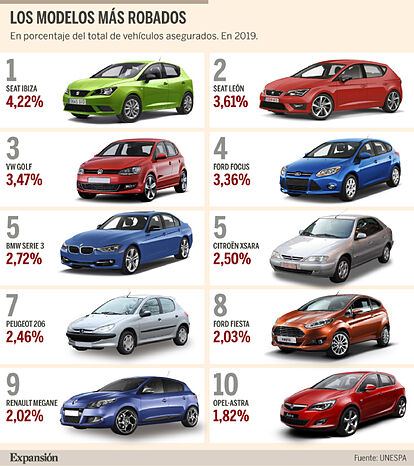 LOS MODELOS MÁS ROBADOS
En porcentaje del total de vehículos asegurados. En 2019.
1
SEAT IBIZA
4,22%
2
SEAT LEÓN
3,61%
3
VW GOLF
3,47%
4
FORD FOCUS
3,36%
5
BMW SERIE 3
2,72%
5
CITROËN XSARA
2,50%
7
PEUGEOT 206
2,46%
8
FORD FIESTA
2,03%
9
RENAULT MEGANE
2,02%
10
OPEL-ASTRA
1,82%
Expansión
Fuente: UNESPA